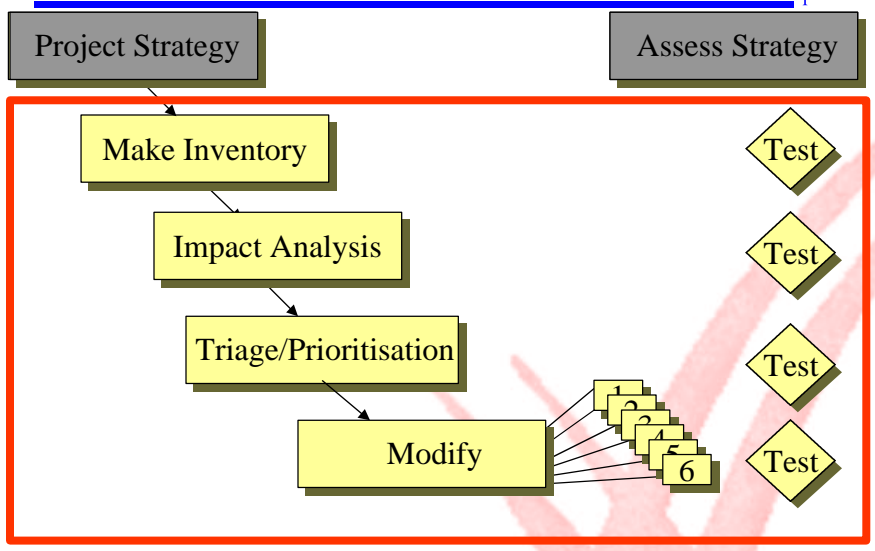 Project Strategy
Assess Strategy
Make Inventory
Test
Impact Analysis
Test
Triage/Prioritisation
Test
1
2
3
4
5
6
Modify
Test